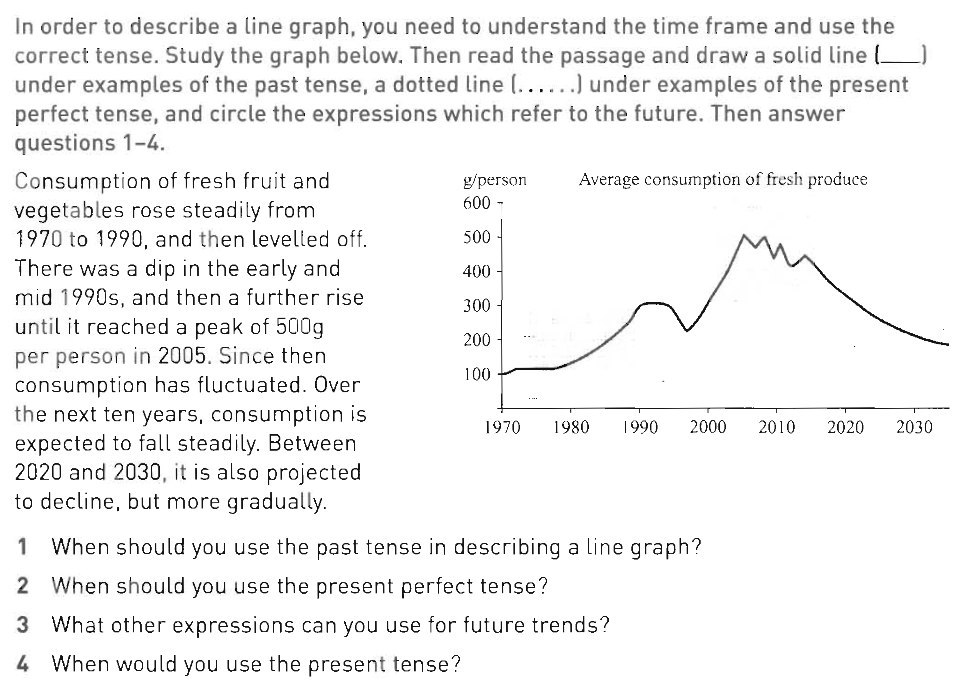 In order to describe a line graph, you need to understand the time frame and use the
correct tense. Study the graph below. Then read the passage and draw a solid line (___)
under examples of the past tense, a dotted line (......) under examples of the present
perfect tense, and circle the expressions which refer to the future. Then answer
questions 1–4.
Consumption of fresh fruit and
vegetables rose steadily from
1970 to 1990, and then levelled off.
There was a dip in the early and
mid 1990s, and then a further rise
until it reached a peak of 500g
per person in 2005. Since then
consumption has fluctuated. Over
the next ten years, consumption is
expected to fall steadily. Between
2020 and 2030, it is also projected
to decline, but more gradually.
g/person Average consumption of fresh produce
600
500
400
300
200
100
1970 1980 1990 2000 2010 2020 2030
1 When should you use the past tense in describing a line graph?
2 When should you use the present perfect tense?
3 What other expressions can you use for future trends?
4 When would you use the present tense?